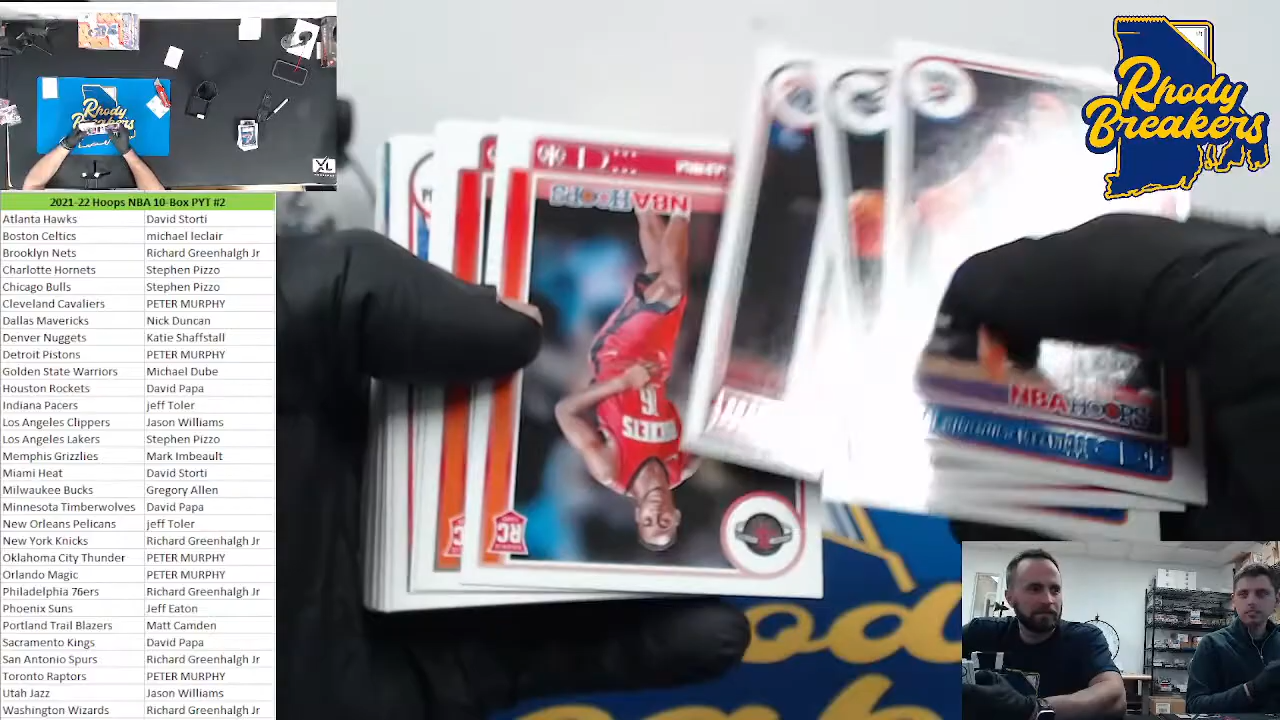 Rhody
Breakers
XL
2021-22 Hoops NBA 10-Box PYT #2
Atlanta Hawks David Storti
Boston Celtics michael leclair
Brooklyn Nets Richard Greenhalgh Jr
Charlotte Hornets Stephen Pizzo
Chicago Bulls Stephen Pizzo
Cleveland Cavaliers PETER MURPHY
Dallas Mavericks Nick Duncan
Denver Nuggets Katie Shaffstall
Detroit Pistons PETER MURPHY
Golden State Warriors Michael Dube
Houston Rockets David Papa
Indiana Pacers jeff Toler
Los Angeles Clippers Jason Williams
Los Angeles Lakers Stephen Pizzo
Memphis Grizzlies Mark Imbeault
Miami Heat David Storti
Milwaukee Bucks Gregory Allen
Minnesota Timberwolves David Papa
New Orleans Pelicans jeff Toler
New York Knicks Richard Greenhalgh Jr
Oklahoma City Thunder PETER MURPHY
Orlando Magic PETER MURPHY
Philadelphia 76ers Richard Greenhalgh Jr
Phoenix Suns Jeff Eaton
Portland Trail Blazers Matt Camden
Sacramento Kings David Papa
San Antonio Spurs Richard Greenhalgh Jr
Toronto Raptors PETER MURPHY
Utah Jazz Jason Williams
Washington Wizards Richard Greenhalgh Jr
NBA HOOPS
ROCKETS
16
RC
RC
NBA HOOPS
Rhody
Breakers